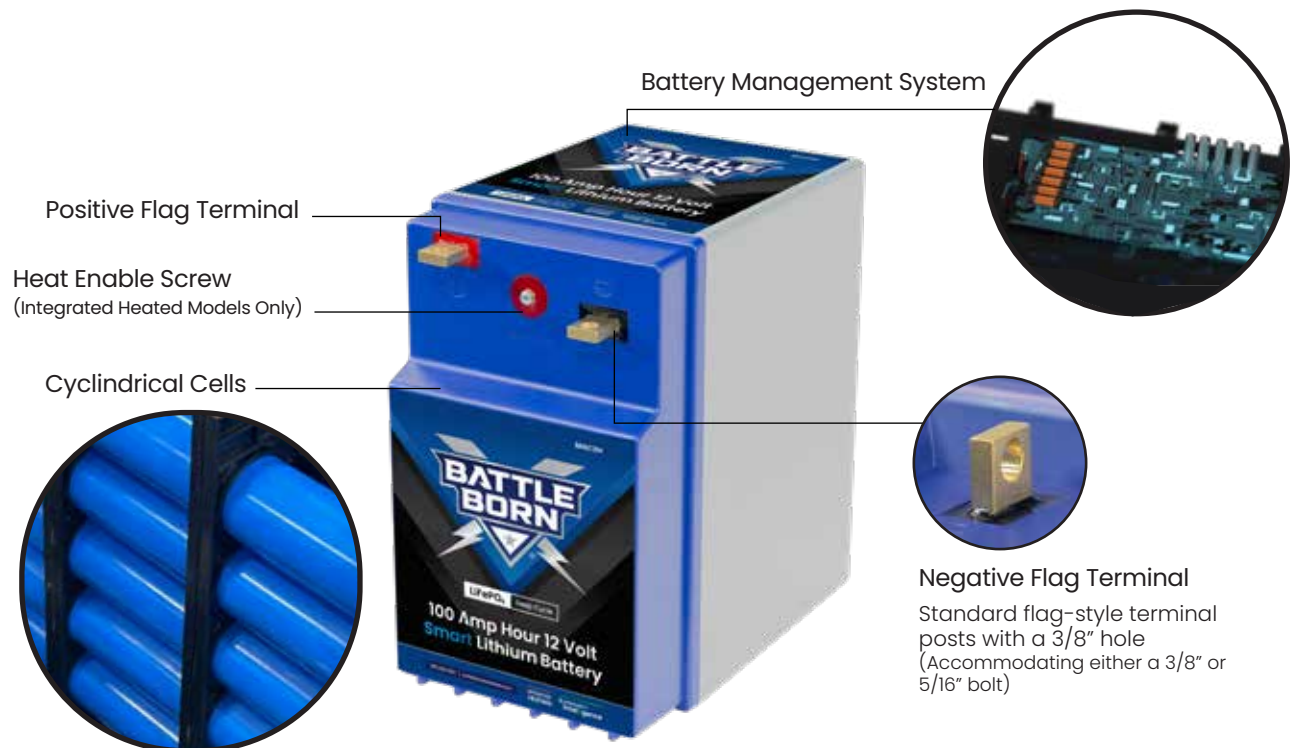 Battery Management System
BATTLE
BORN
100 Amp Hour 12 Volt
Smart Lithium Battery
Positive Flag Terminal
Heat Enable Screw
(Integrated Heated Models Only)
Cyclindrical Cells
BATTLE
BORN
LiFePO₄ Deep Cycle
100 Amp Hour 12 Volt
Smart Lithium Battery
Negative Flag Terminal
Standard flag-style terminal
posts with a 3/8” hole
(Accommodating either a 3/8” or
5/16” bolt)